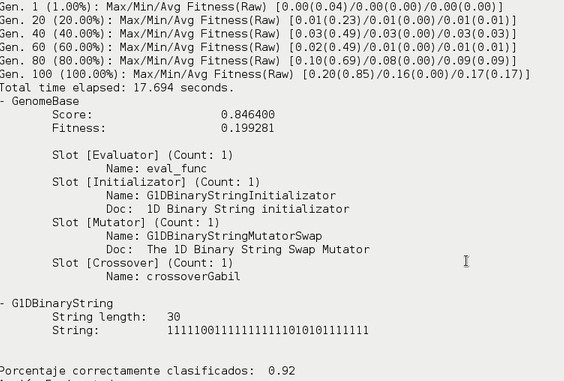 Gen. 1 (1.00%): Max/Min/Avg Fitness(Raw) [0.00(0.04)/0.00(0.00)/0.00(0.00)]
Gen. 20 (20.00%): Max/Min/Avg Fitness(Raw) [0.01(0.23)/0.01(0.00)/0.01(0.01)]
Gen. 40 (40.00%): Max/Min/Avg Fitness(Raw) [0.03(0.49)/0.03(0.00)/0.03(0.03)]
Gen. 60 (60.00%): Max/Min/Avg Fitness(Raw) [0.02(0.49)/0.01(0.00)/0.01(0.01)]
Gen. 80 (80.00%): Max/Min/Avg Fitness(Raw) [0.10(0.69)/0.08(0.00)/0.09(0.09)]
Gen. 100 (100.00%): Max/Min/Avg Fitness(Raw) [0.20(0.85)/0.16(0.00)/0.17(0.17)]
Total time elapsed: 17.694 seconds.
- GenomeBase
Score: 0.846400
Fitness: 0.199281
Slot [Evaluator] (Count: 1)
Name: eval_func
Slot [Initializator] (Count: 1)
Name: G1DBinaryStringInitializator
Doc: 1D Binary String initializator
Slot [Mutator] (Count: 1)
Name: G1DBinaryStringMutatorSwap
Doc: The 1D Binary String Swap Mutator
Slot [Crossover] (Count: 1)
Name: crossoverGabil
- G1DBinaryString
String length: 30
String: 111110011111111111010101111111
Porcentaje correctamente clasificados: 0.92